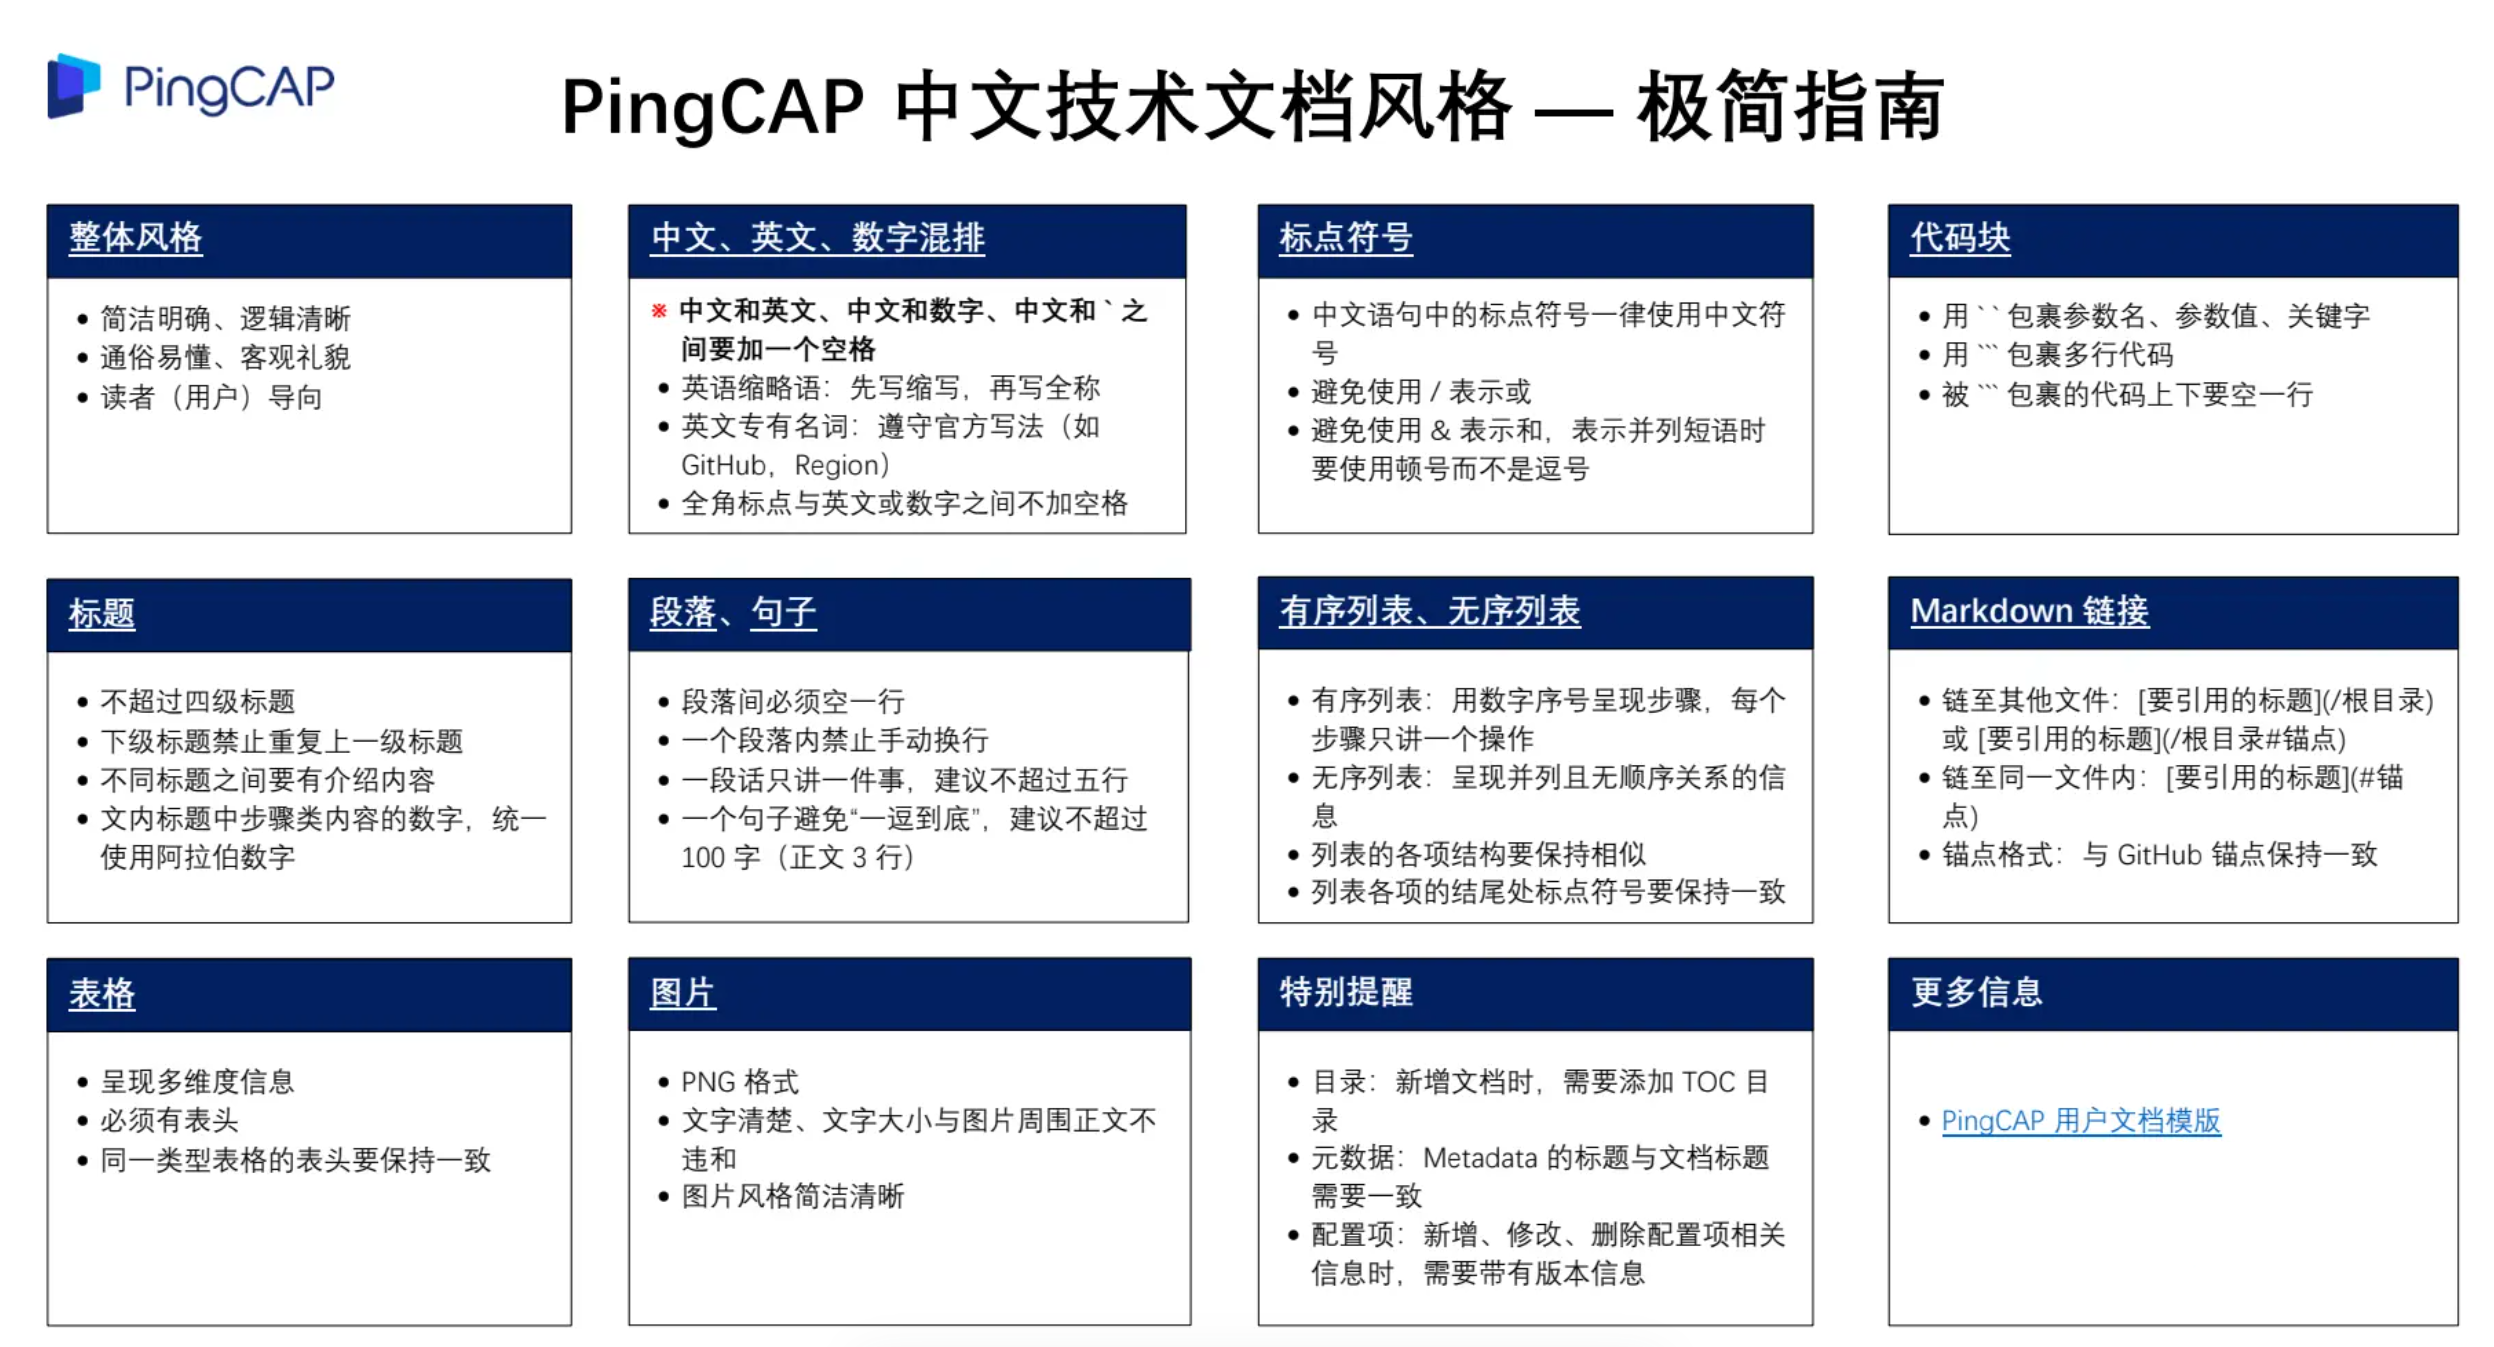 PingCAP
PingCAP 中文技术文档风格 — 极简指南
整体风格
• 简洁明确、逻辑清晰
• 通俗易懂、客观礼貌
• 读者（用户）导向
中文、英文、数字混排
※ 中文和英文、中文和数字、中文和 ` 之
间要加一个空格
• 英语缩略语：先写缩写，再写全称
• 英文专有名词：遵守官方写法（如
GitHub，Region）
• 全角标点与英文或数字之间不加空格
标点符号
• 中文语句中的标点符号一律使用中文符
号
• 避免使用 / 表示或
• 避免使用 & 表示和，表示并列短语时
要使用顿号而不是逗号
代码块
• 用 ` ` 包裹参数名、参数值、关键字
• 用 ``` 包裹多行代码
• 被 ``` 包裹的代码上下要空一行
标题
• 不超过四级标题
• 下级标题禁止重复上一级标题
• 不同标题之间要有介绍内容
• 文内标题中步骤类内容的数字，统一
使用阿拉伯数字
段落、句子
• 段落间必须空一行
• 一个段落内禁止手动换行
• 一段话只讲一件事，建议不超过五行
• 一个句子避免“一逗到底”，建议不超过
100 字（正文 3 行）
有序列表、无序列表
• 有序列表：用数字序号呈现步骤，每个
步骤只讲一个操作
• 无序列表：呈现并列且无顺序关系的信
息
• 列表的各项结构要保持相似
• 列表各项的结尾处标点符号要保持一致
Markdown 链接
• 链至其他文件：[要引用的标题](/根目录)
或 [要引用的标题](/根目录#锚点)
• 链至同一文件内：[要引用的标题](#锚
点)
• 锚点格式：与 GitHub 锚点保持一致
表格
• 呈现多维度信息
• 必须有表头
• 同一类型表格的表头要保持一致
图片
• PNG 格式
• 文字清楚、文字大小与图片周围正文不
违和
• 图片风格简洁清晰
特别提醒
• 目录：新增文档时，需要添加 TOC 目
录
• 元数据：Metadata 的标题与文档标题
需要一致
• 配置项：新增、修改、删除配置项相关
信息时，需要带有版本信息
更多信息
• PingCAP 用户文档模版